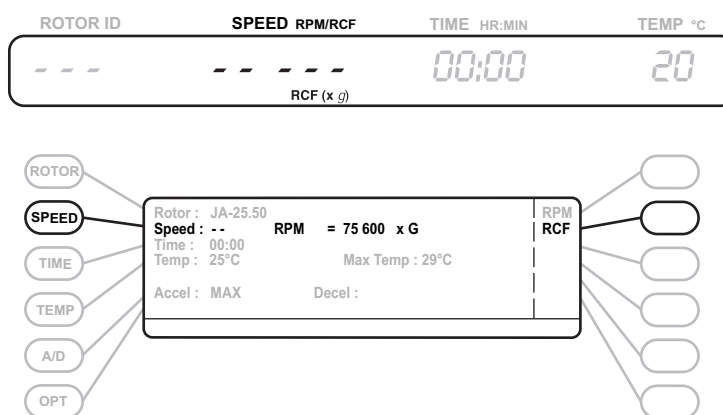 ROTOR ID SPEED RPM/RCF TIME HR:MIN TEMP °C
- - - - - - - - 00:00 20
RCF (x g)
ROTOR
SPEED
TIME
TEMP
A/D
OPT
Rotor : JA-25.50
Speed : - - RPM = 75 600 x G
Time : 00:00
Temp : 25°C Max Temp : 29°C
Accel : MAX Decel :
RPM
RCF